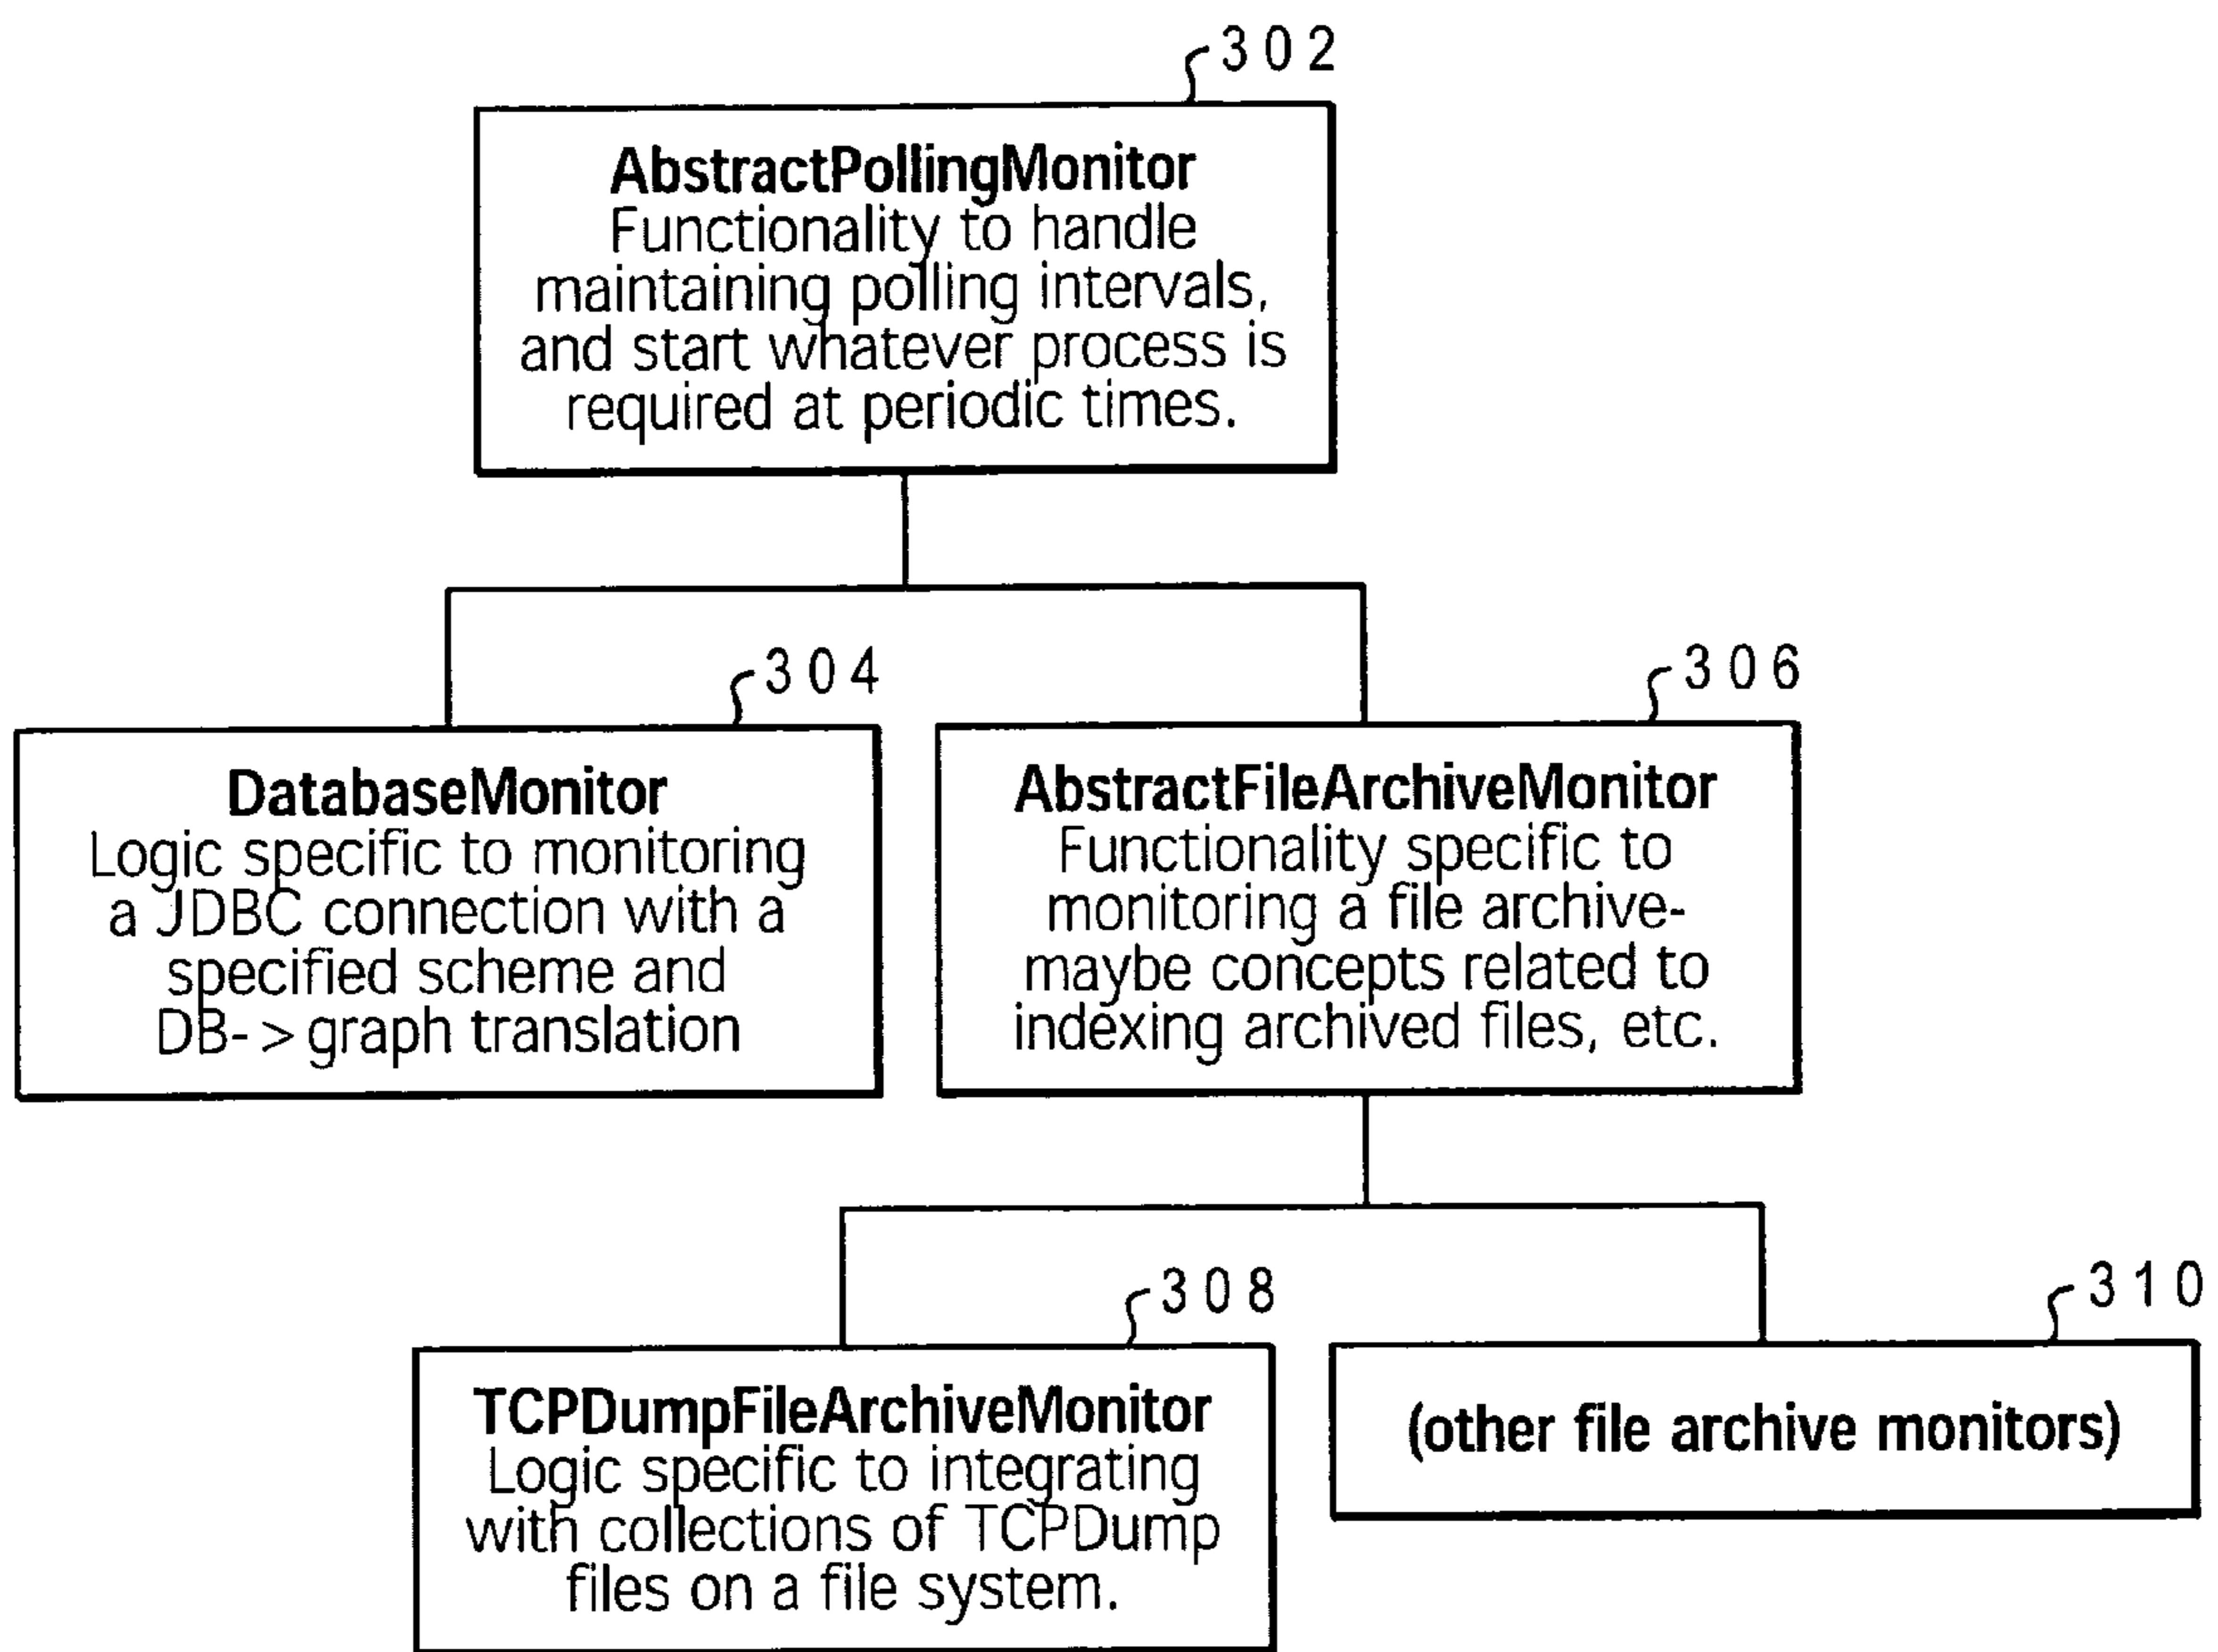 302
AbstractPollingMonitor
Functionality to handle
maintaining polling intervals,
and start whatever process is
required at periodic times.
304
DatabaseMonitor
Logic specific to monitoring
a JDBC connection with a
specified scheme and
DB- > graph translation
306
AbstractFileArchiveMonitor
Functionality specific to
monitoring a file archive-
maybe concepts related to
indexing archived files, etc.
308
TCPDumpFileArchiveMonitor
Logic specific to integrating
with collections of TCPDump
files on a file system.
310
(other file archive monitors)